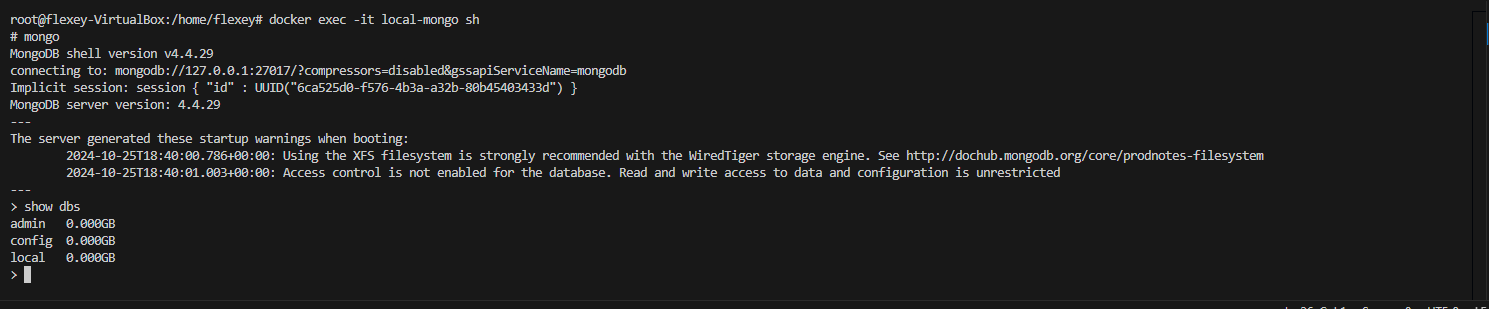 root@flexey-VirtualBox:/home/flexey# docker exec -it local-mongo sh
# mongo
MongoDB shell version v4.4.29
connecting to: mongodb://127.0.0.1:27017/?compressors=disabled&gssapiServiceName=mongodb
Implicit session: session { "id" : UUID("6ca525d0-f576-4b3a-a32b-80b45403433d") }
MongoDB server version: 4.4.29
---
The server generated these startup warnings when booting:
        2024-10-25T18:40:00.786+00:00: Using the XFS filesystem is strongly recommended with the WiredTiger storage engine. See http://dochub.mongodb.org/core/prodnotes-filesystem
        2024-10-25T18:40:01.003+00:00: Access control is not enabled for the database. Read and write access to data and configuration is unrestricted
---
> show dbs
admin   0.000GB
config  0.000GB
local   0.000GB
>